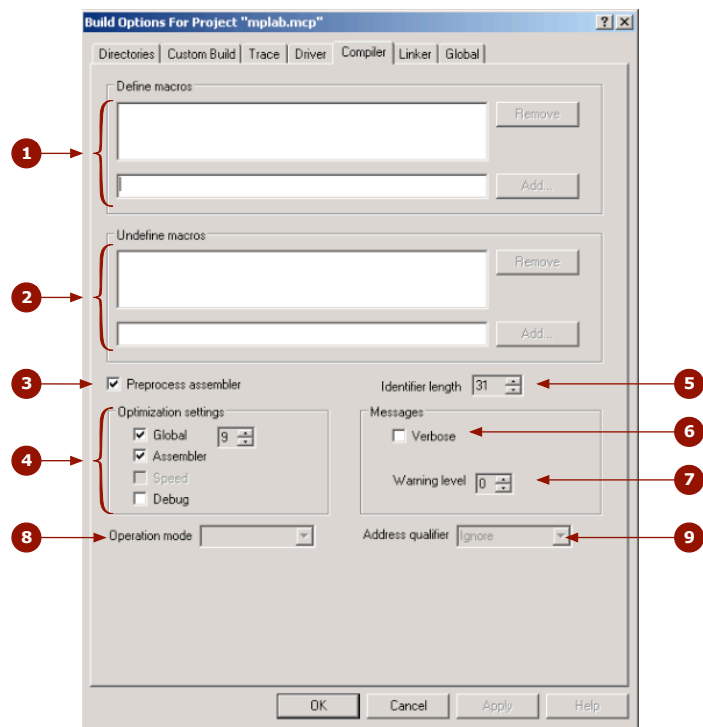 Build Options For Project "mplab.mcp"
Directories Custom Build Trace Driver Compiler Linker Global
Define macros
Remove
1
Add...
Undefine macros
Remove
2
Add...
3 Preprocess assembler Identifier length 31 5
Optimization settings Messages
Global 9 Verbose 6
4 Assembler
Speed Warning level 0 7
Debug
8 Operation mode Address qualifier Ignore 9
OK Cancel Apply Help